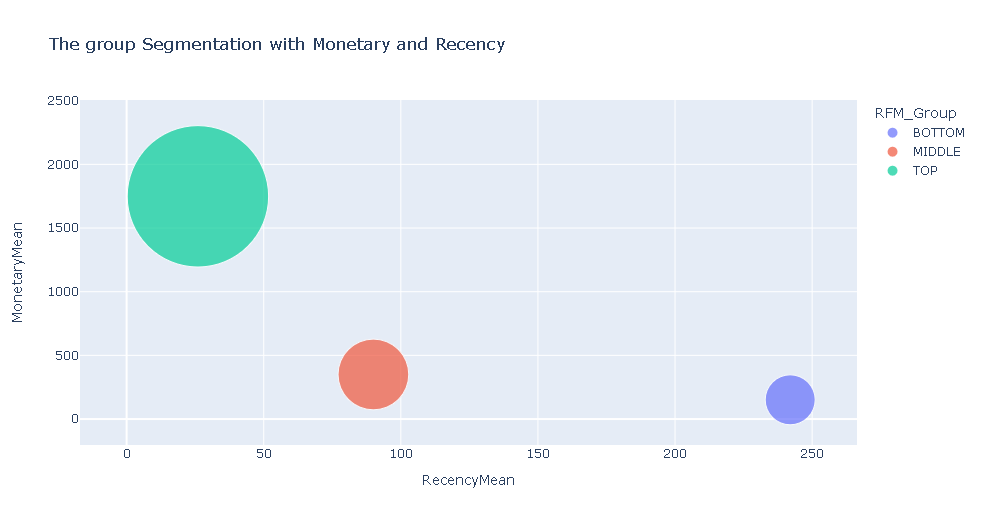 The group Segmentation with Monetary and Recency
2500
2000
1500
1000
500
0
MonetaryMean
0
50
100
150
200
250
RecencyMean
RFM_Group
BOTTOM
MIDDLE
TOP